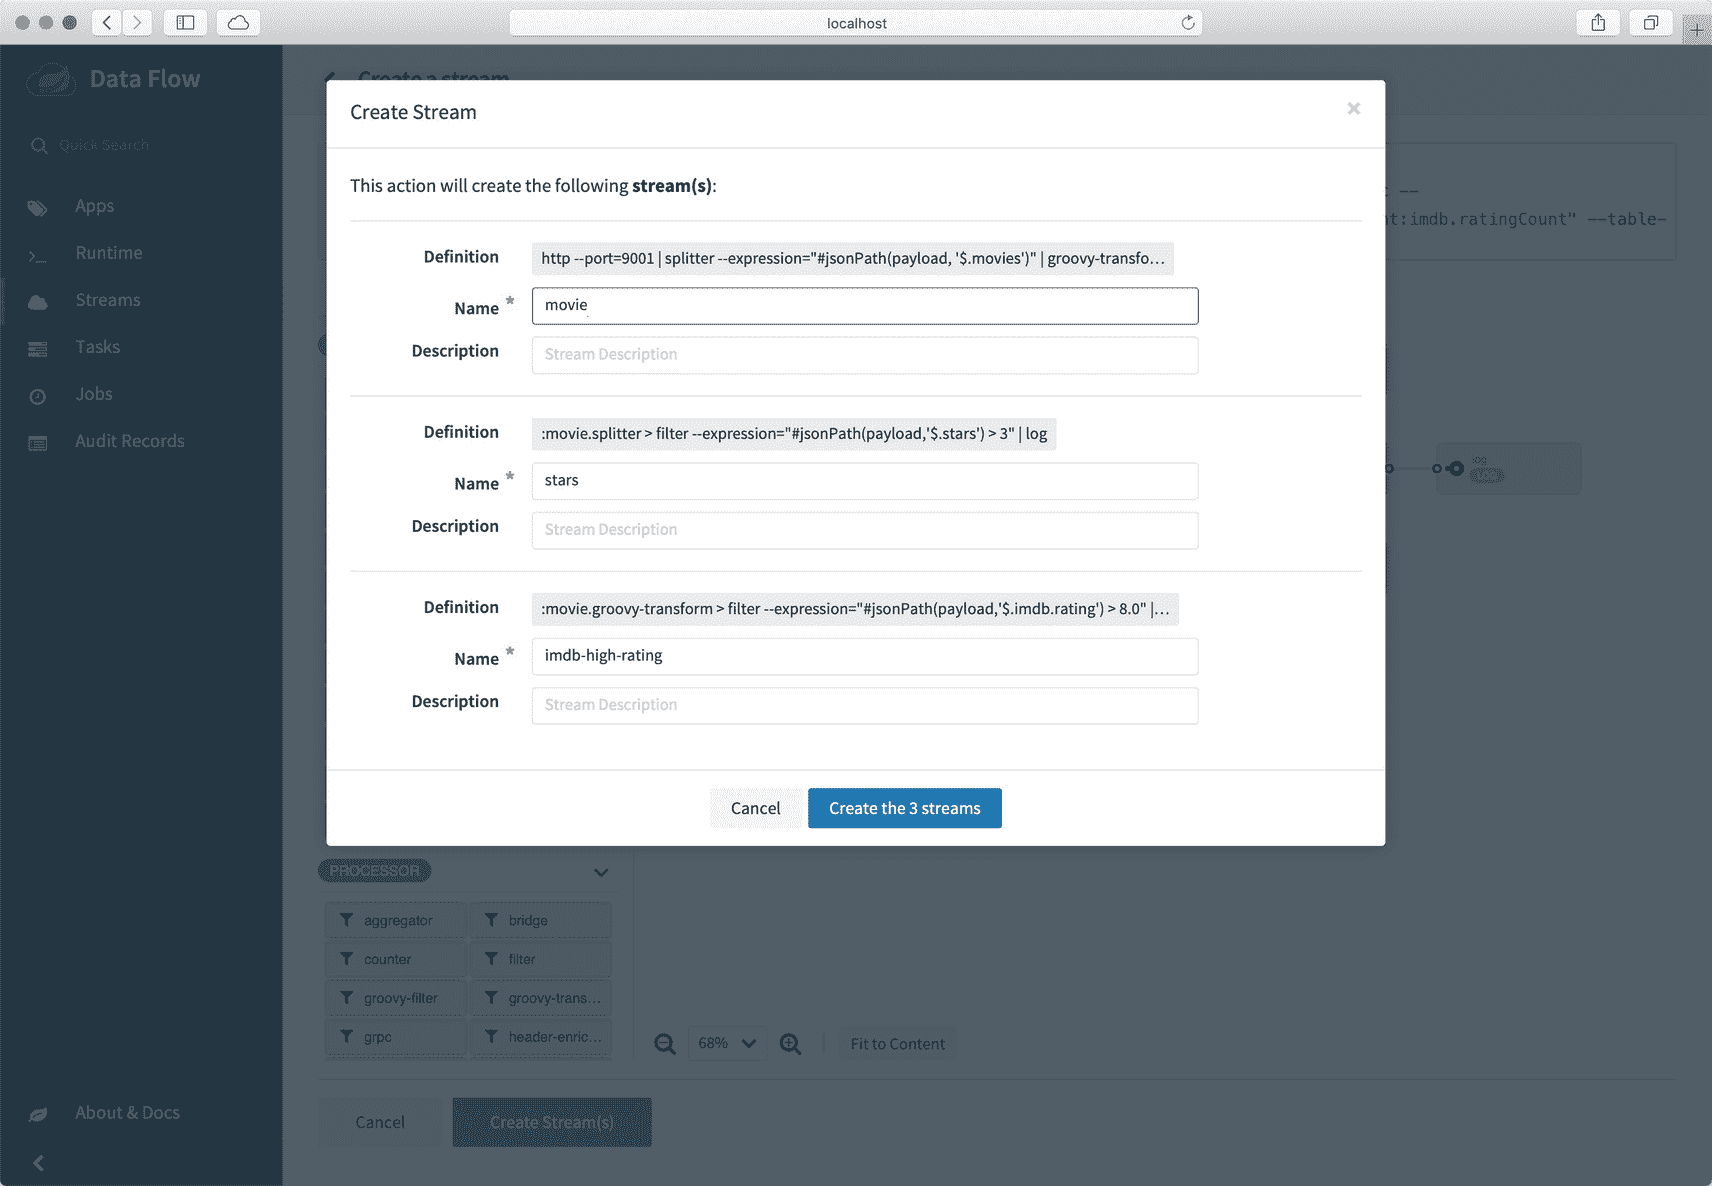 localhost
Data Flow
Create a stream
Quick Search
Apps
Runtime
Streams
Tasks
Jobs
Audit Records
About & Docs
Create Stream
×
This action will create the following stream(s):
Definition http --port=9001 | splitter --expression="#jsonPath(payload, '$.movies')" | groovy-transfo…
Name * movie
Description Stream Description
Definition :movie.splitter > filter --expression="#jsonPath(payload,'$.stars') > 3" | log
Name * stars
Description Stream Description
Definition :movie.groovy-transform > filter --expression="#jsonPath(payload,'$.imdb.rating') > 8.0" |…
Name * imdb-high-rating
Description Stream Description
Cancel Create the 3 streams
--
nt:imdb.ratingCount" --table-
log
PROCESSOR
aggregator bridge
counter filter
groovy-filter groovy-trans…
grpc header-enric…
68% Fit to Content
Cancel Create Stream(s)